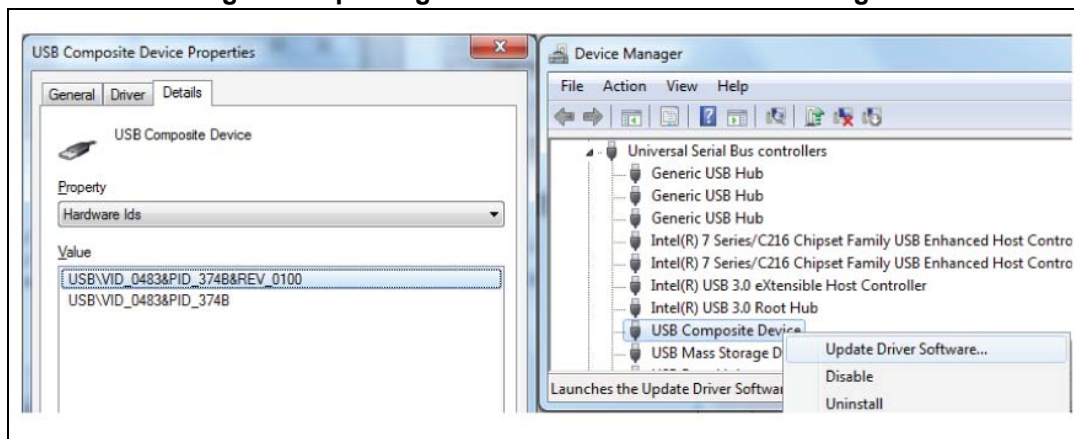 USB Composite Device Properties
General Driver Details
USB Composite Device
Property
Hardware Ids
Value
USB\VID_0483&PID_374B&REV_0100
USB\VID_0483&PID_374B
Device Manager
File Action View Help
Universal Serial Bus controllers
Generic USB Hub
Generic USB Hub
Generic USB Hub
Intel(R) 7 Series/C216 Chipset Family USB Enhanced Host Contro
Intel(R) 7 Series/C216 Chipset Family USB Enhanced Host Contro
Intel(R) USB 3.0 eXtensible Host Controller
Intel(R) USB 3.0 Root Hub
USB Composite Device
USB Mass Storage D
Launches the Update Driver Softwar
Update Driver Software...
Disable
Uninstall